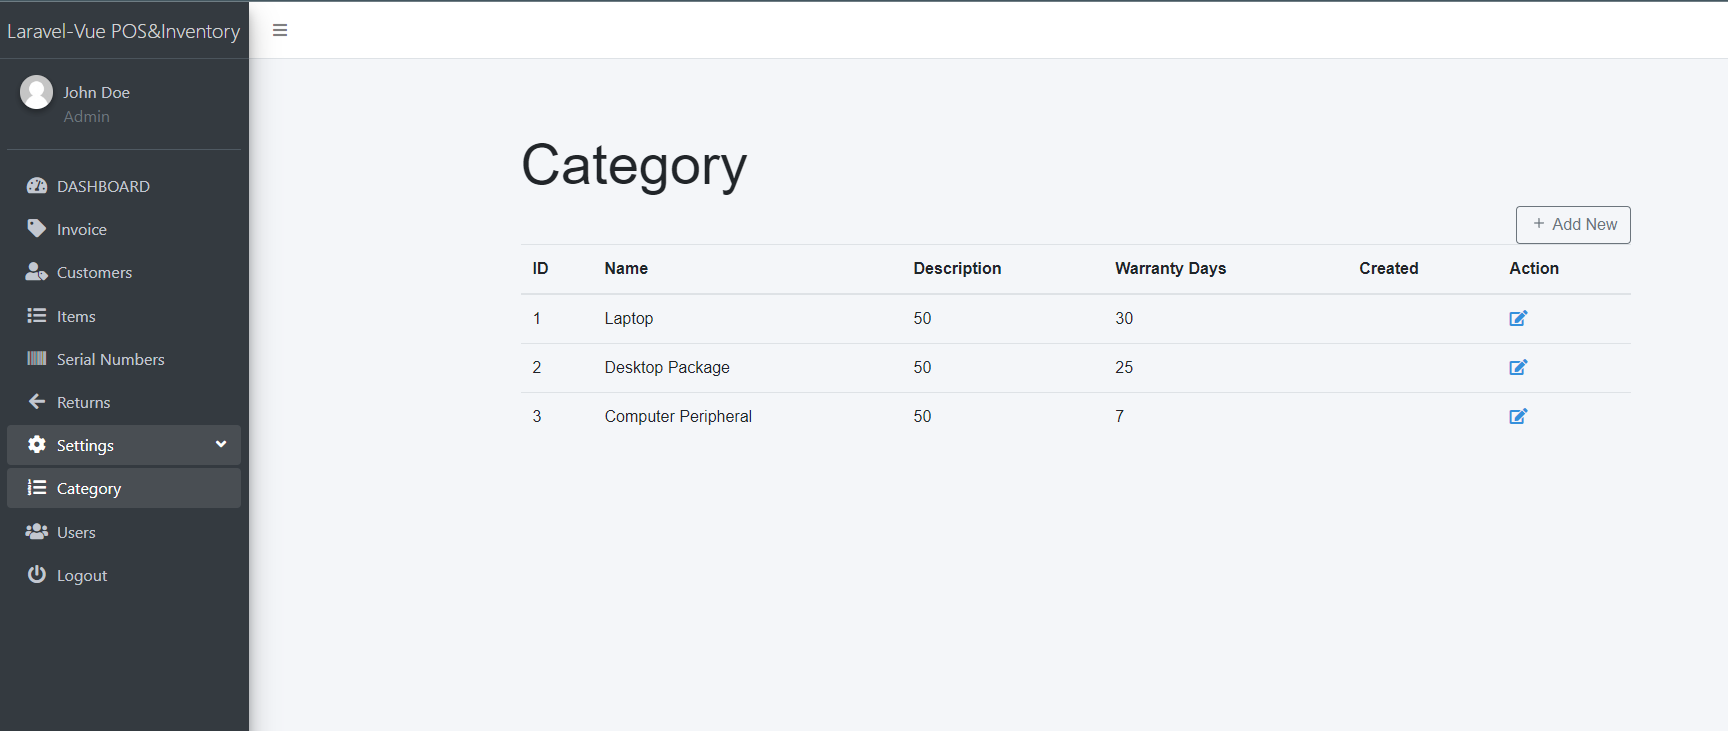 Laravel-Vue POS&Inventory
John Doe
Admin
DASHBOARD
Invoice
Customers
Items
Serial Numbers
Returns
Settings
Category
Users
Logout
Category
+ Add New
ID Name Description Warranty Days Created Action
1 Laptop 50 30
2 Desktop Package 50 25
3 Computer Peripheral 50 7